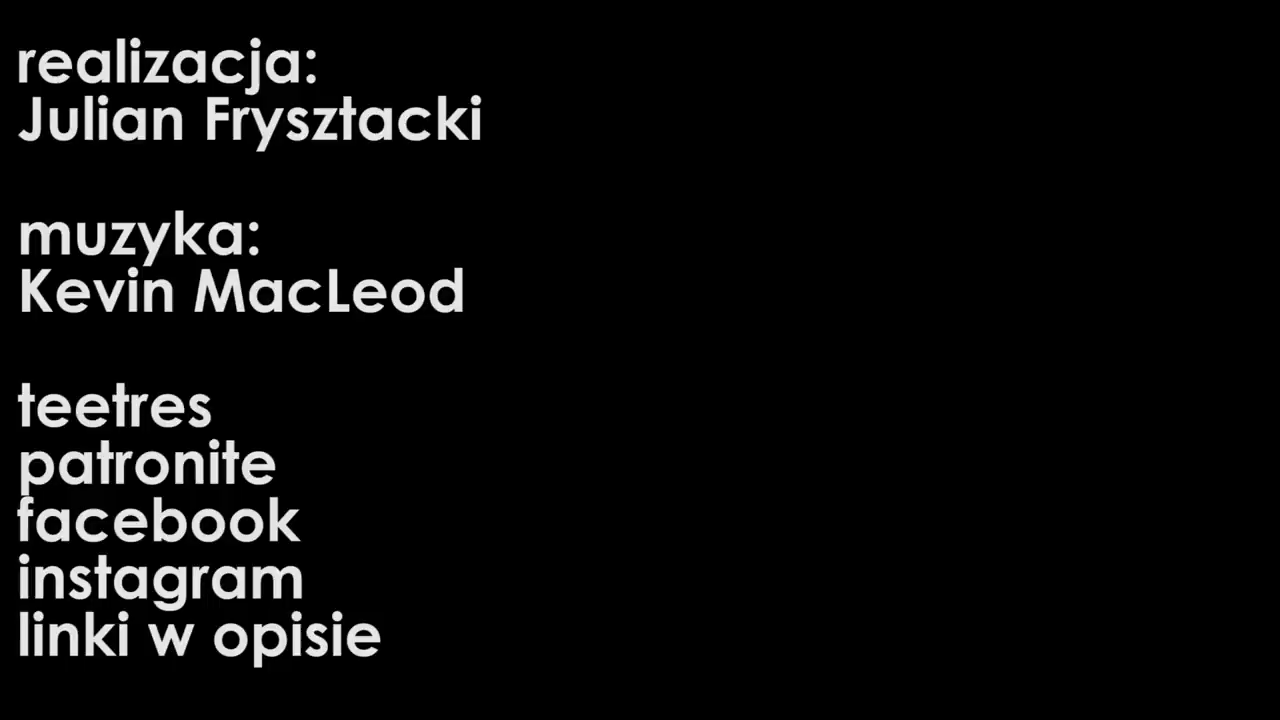 realizacja:
Julian Frysztacki
muzyka:
Kevin MacLeod
teetres
patronite
facebook
instagram
linki w opisie